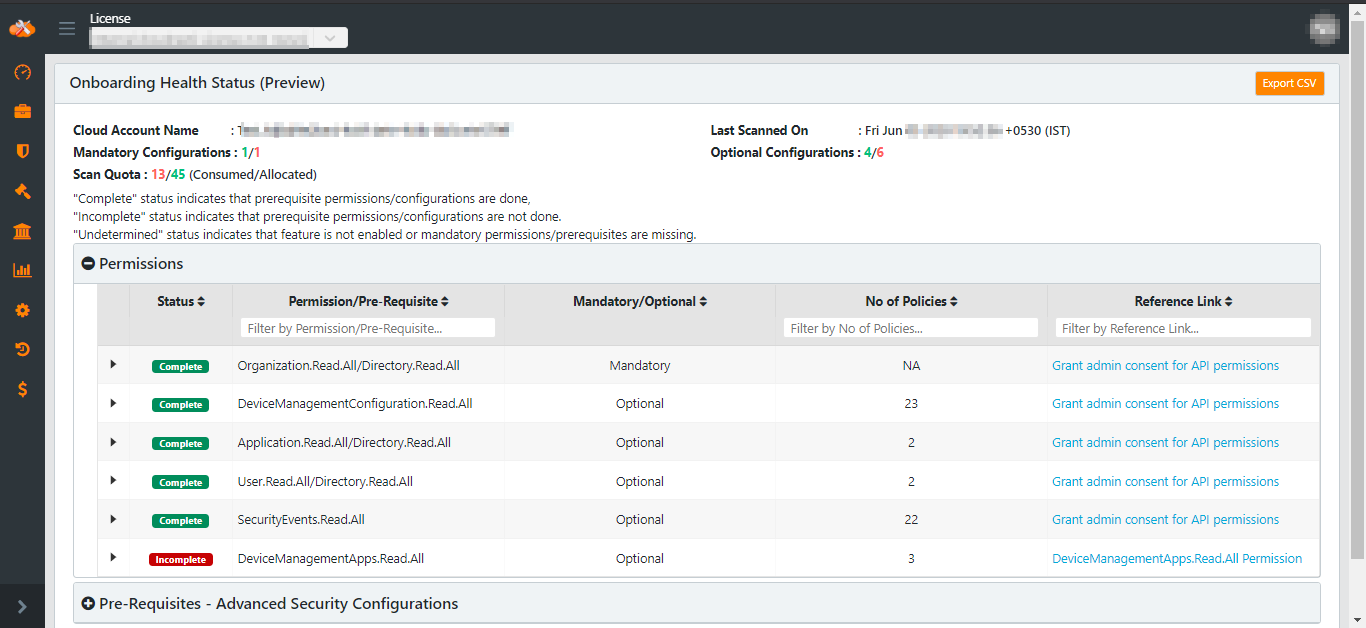 License
Onboarding Health Status (Preview)
Export CSV
Cloud Account Name :
Last Scanned On : Fri Jun +0530 (IST)
Mandatory Configurations : 1/1
Optional Configurations : 4/6
Scan Quota : 13/45 (Consumed/Allocated)
"Complete" status indicates that prerequisite permissions/configurations are done,
"Incomplete" status indicates that prerequisite permissions/configurations are not done.
"Undetermined" status indicates that feature is not enabled or mandatory permissions/prerequisites are missing.
Permissions
Status Permission/Pre-Requisite Mandatory/Optional No of Policies Reference Link
Filter by Permission/Pre-Requisite... Filter by No of Policies... Filter by Reference Link...
Complete Organization.Read.All/Directory.Read.All Mandatory NA Grant admin consent for API permissions
Complete DeviceManagementConfiguration.Read.All Optional 23 Grant admin consent for API permissions
Complete Application.Read.All/Directory.Read.All Optional 2 Grant admin consent for API permissions
Complete User.Read.All/Directory.Read.All Optional 2 Grant admin consent for API permissions
Complete SecurityEvents.Read.All Optional 22 Grant admin consent for API permissions
Incomplete DeviceManagementApps.Read.All Optional 3 DeviceManagementApps.Read.All Permission
Pre-Requisites - Advanced Security Configurations